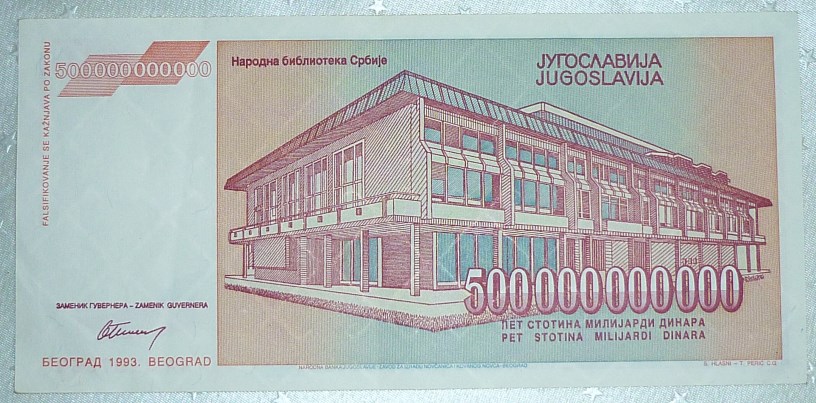 FALSIFIKOVANJE SE KAŽNJAVA PO ZAKONU
500000000000
Народна библиотека Србије
ЈУГОСЛАВИЈА
JUGOSLAVIJA
500000000000
ПЕТ СТОТИНА МИЛИЈАРДИ ДИНАРА
PET STOTINA MILIJARDI DINARA
ЗАМЕНИК ГУВЕРНЕРА – ZAMENIK GUVERNERA
БЕОГРАД 1993. BEOGRAD